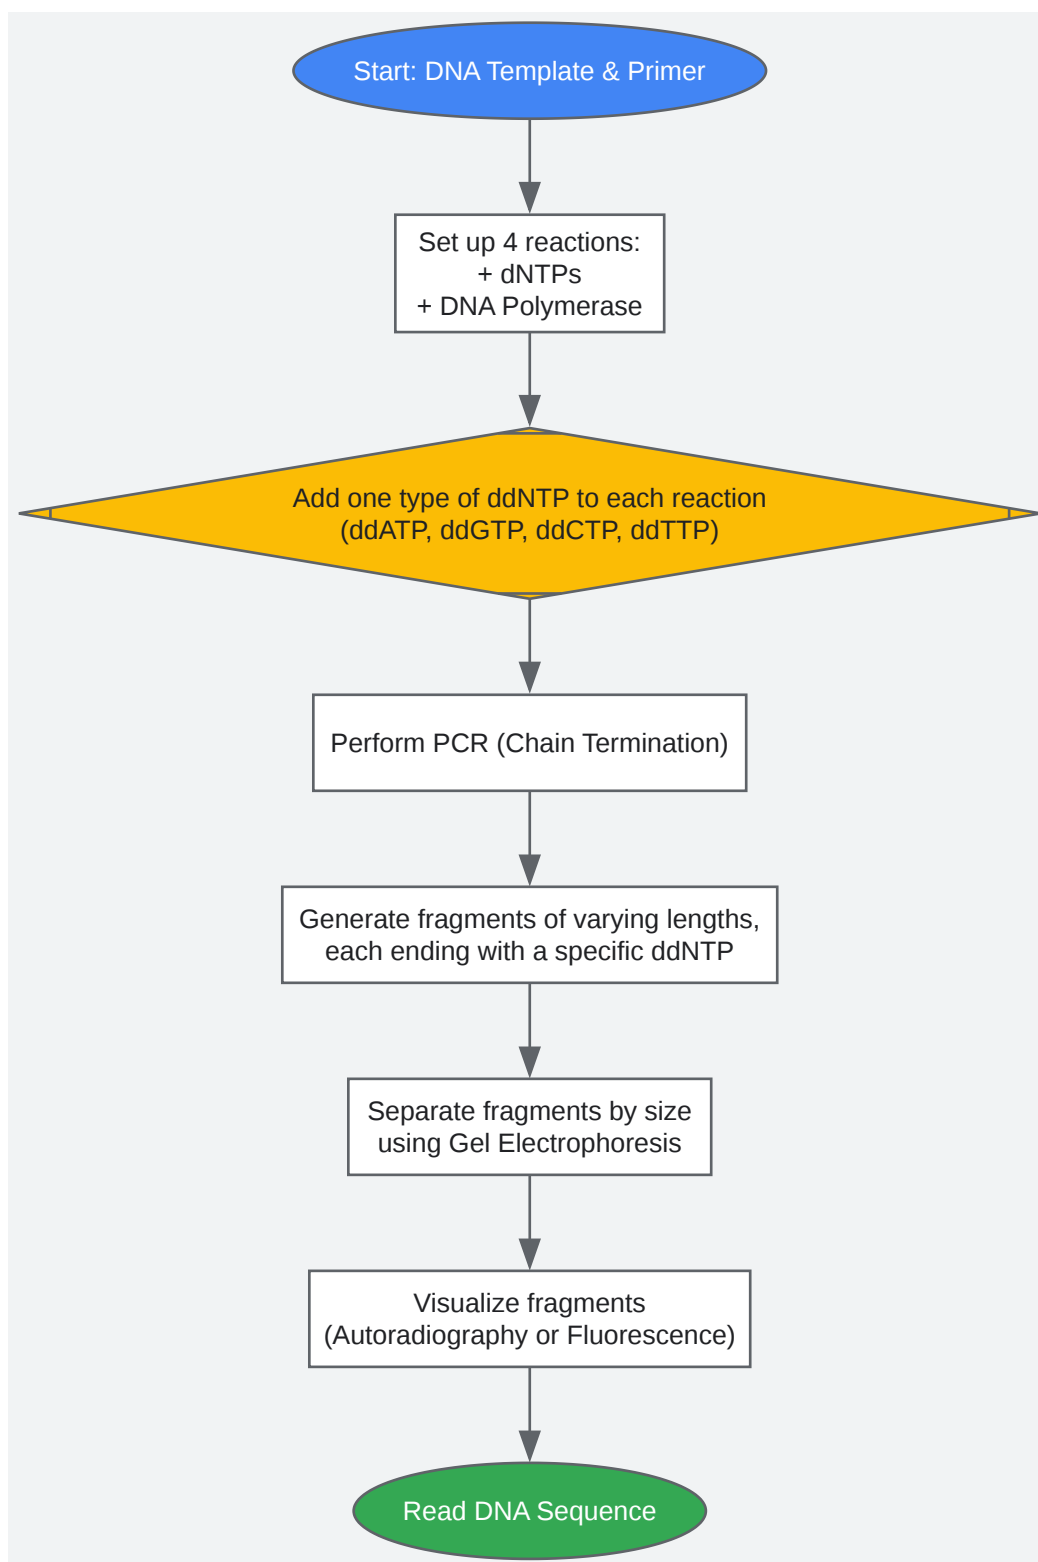 Start: DNA Template & Primer
Set up 4 reactions:
+ dNTPs
+ DNA Polymerase
Add one type of ddNTP to each reaction
(ddATP, ddGTP, ddCTP, ddTTP)
Perform PCR (Chain Termination)
Generate fragments of varying lengths,
each ending with a specific ddNTP
Separate fragments by size
using Gel Electrophoresis
Visualize fragments
(Autoradiography or Fluorescence)
Read DNA Sequence